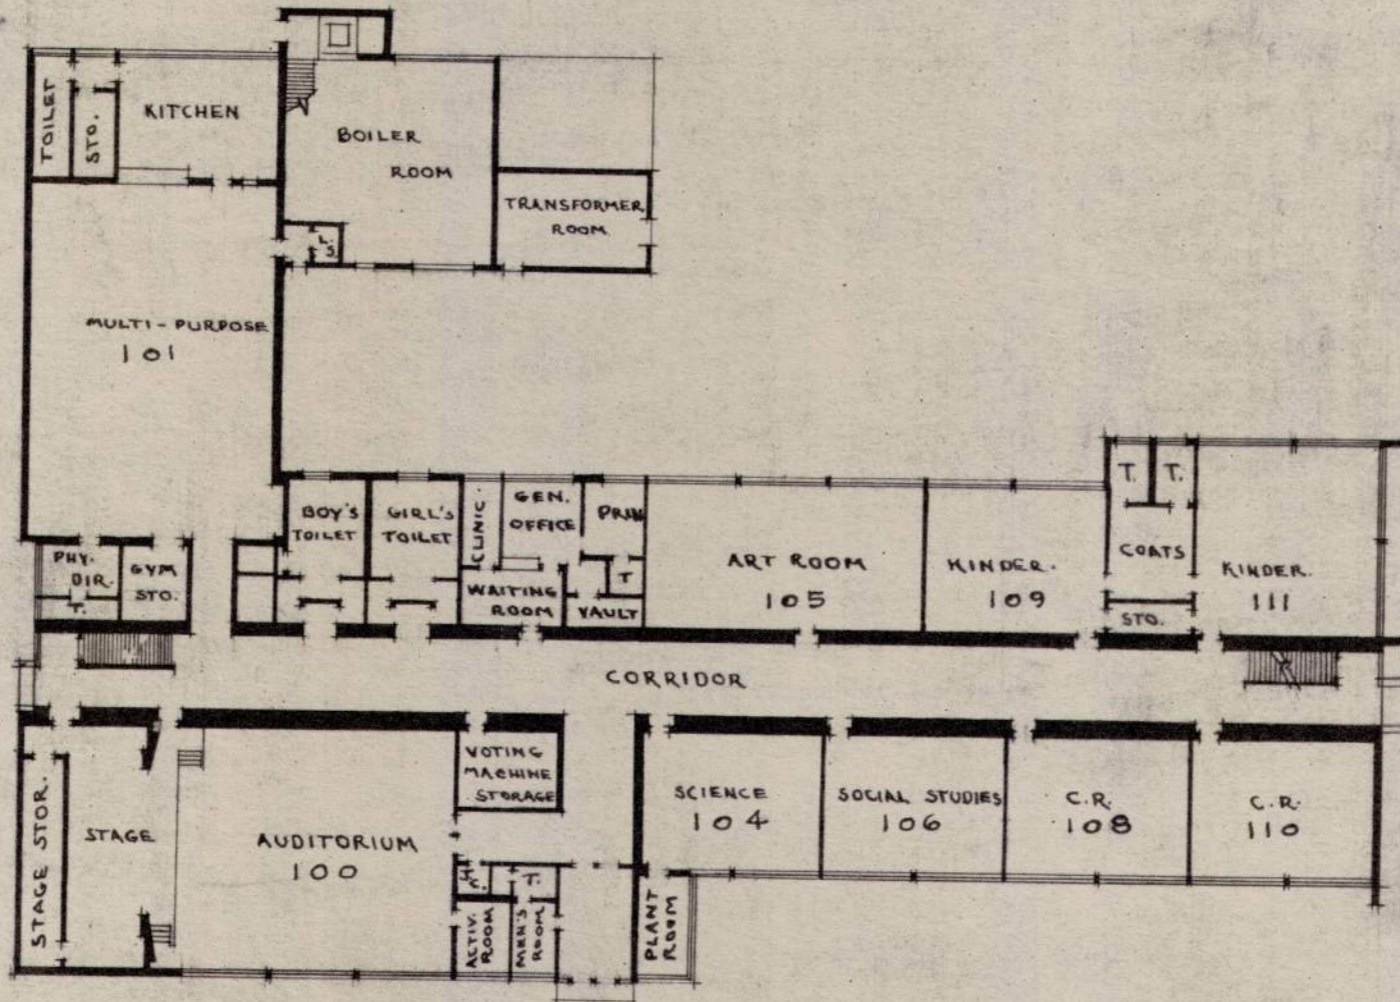 TOILET
STO.
KITCHEN
BOILER
ROOM
TRANSFORMER
ROOM
MULTI-PURPOSE
101
PHY.
DIR.
T.
GYM
STO.
BOY'S
TOILET
GIRL'S
TOILET
CLINIC.
GEN.
OFFICE
PRIN
T
WAITING
ROOM
VAULT
ART ROOM
105
KINDER.
109
T.
T.
COATS
STO.
KINDER.
111
CORRIDOR
STAGE STOR.
STAGE
AUDITORIUM
100
VOTING
MACHINE
STORAGE
T.
ACTIV.
ROOM
MEN'S
ROOM
PLANT
ROOM
SCIENCE
104
SOCIAL STUDIES
106
C.R.
108
C.R.
110